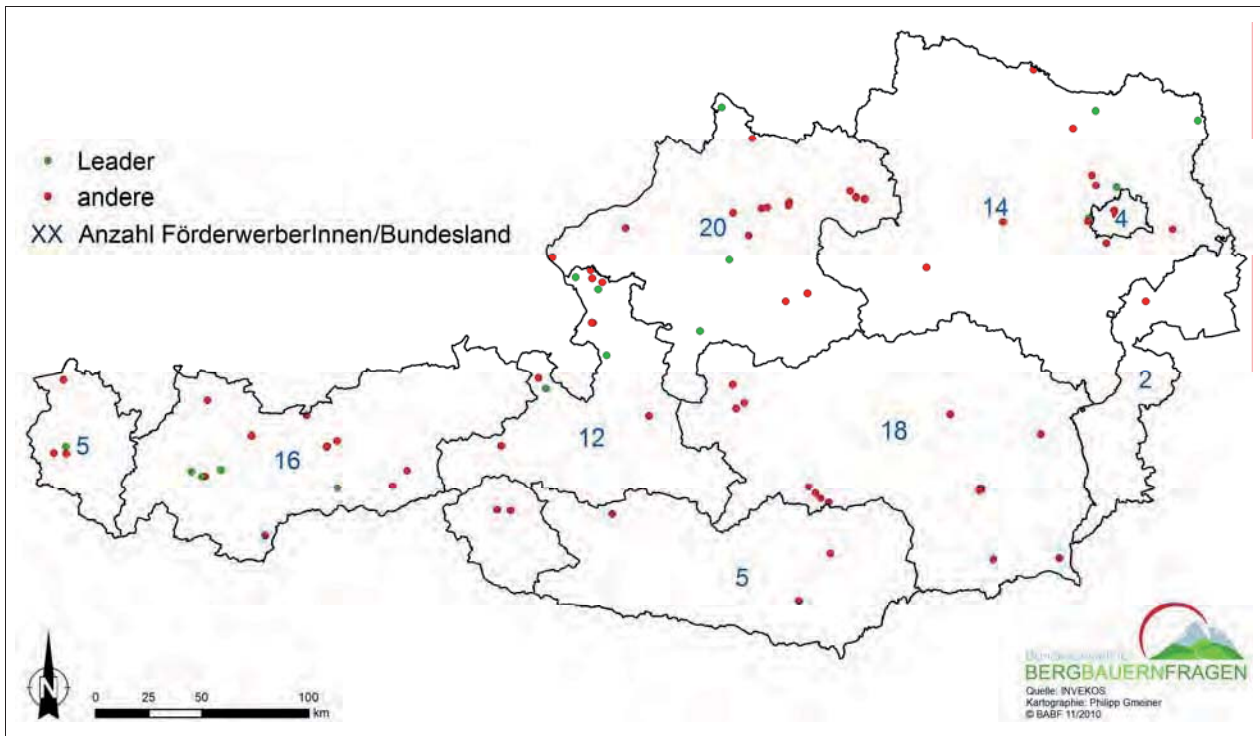 Leader
andere
XX Anzahl FörderwerberInnen/Bundesland
20
14
4
2
5
16
12
18
5
N
0 25 50 100
km
BERGBAUERNFRAGEN
Quelle: INVEKOS
Kartographie: Philipp Gmeiner
© BABF 11/2010